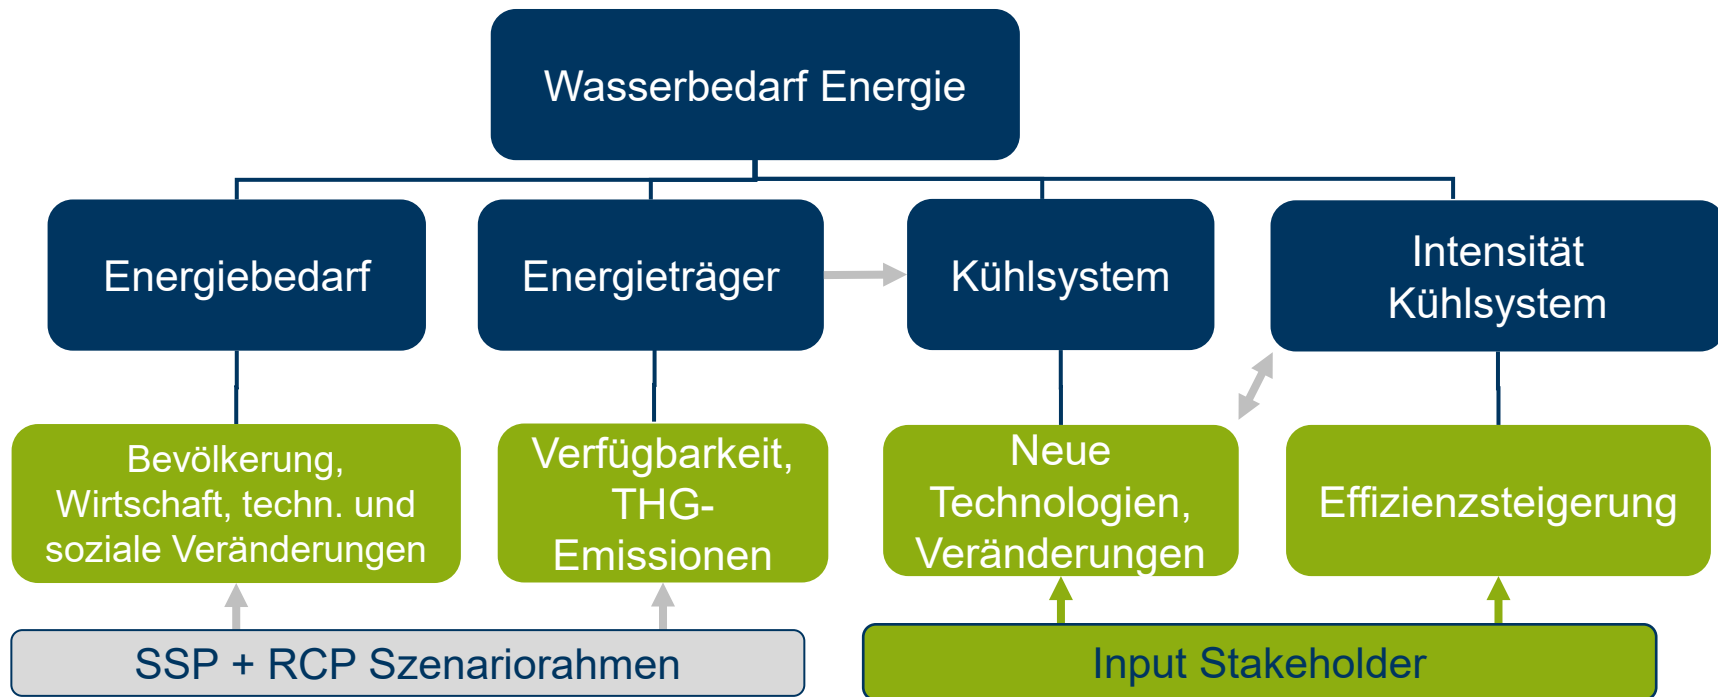 Wasserbedarf Energie
Energiebedarf
Energieträger
Kühlsystem
Intensität
Kühlsystem
Bevölkerung,
Wirtschaft, techn. und
soziale Veränderungen
Verfügbarkeit,
THG-
Emissionen
Neue
Technologien,
Veränderungen
Effizienzsteigerung
SSP + RCP Szenariorahmen
Input Stakeholder